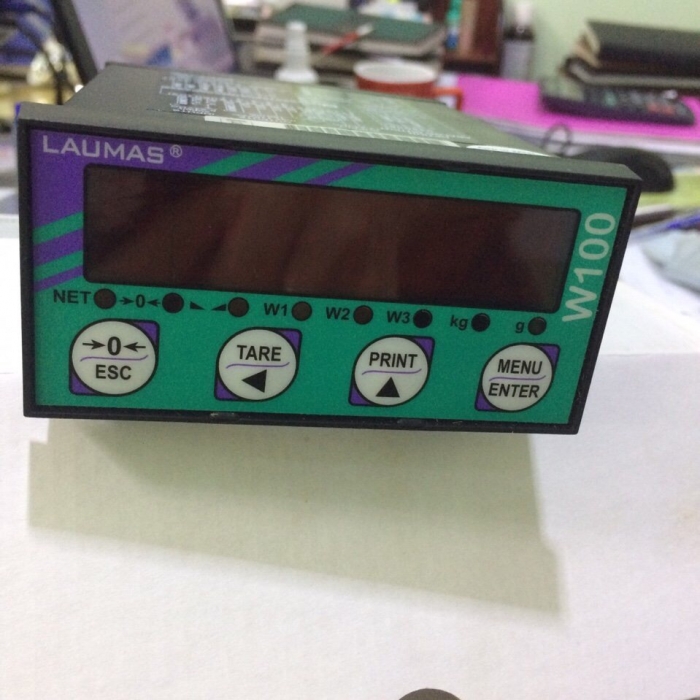 LAUMAS®
W100
NET →0← W1 W2 W3 kg g
→0← TARE PRINT MENU
ESC ENTER